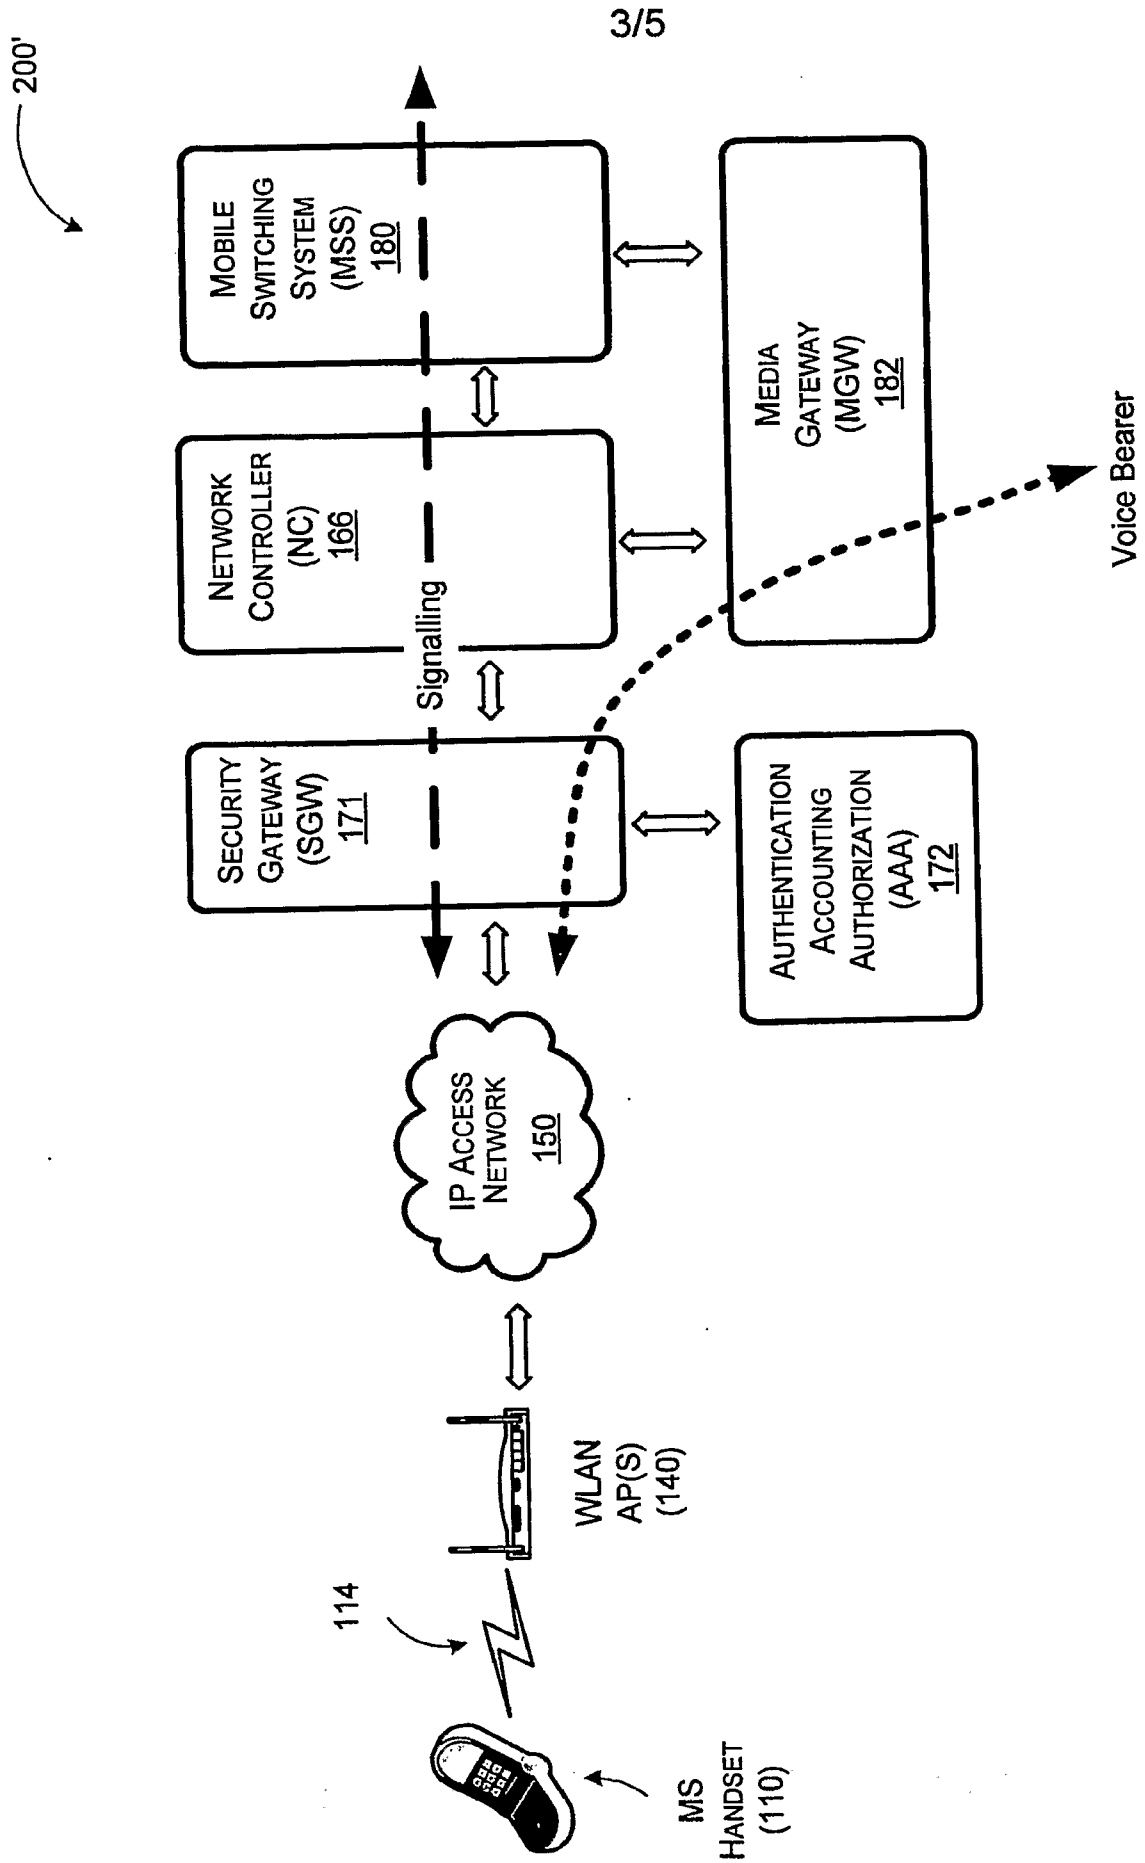 3/5
200'
MOBILE
SWITCHING
SYSTEM
(MSS)
180
NETWORK
CONTROLLER
(NC)
166
SECURITY
GATEWAY
(SGW)
171
Signalling
MEDIA
GATEWAY
(MGW)
182
AUTHENTICATION
ACCOUNTING
AUTHORIZATION
(AAA)
172
Voice Bearer
IP ACCESS
NETWORK
150
WLAN
AP(S)
(140)
114
MS
HANDSET
(110)